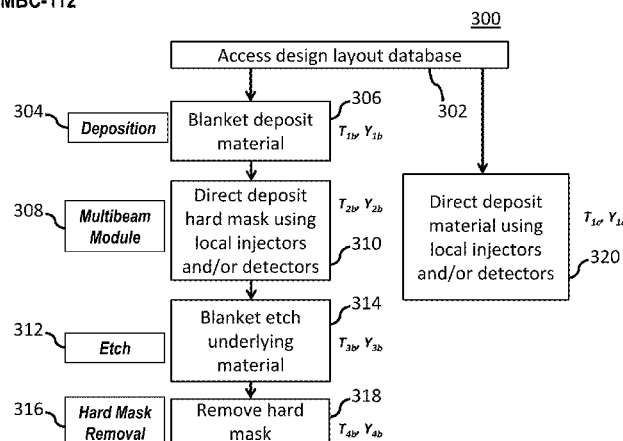 MBC-112
300
Access design layout database
302
304
Deposition
Blanket deposit
material
306
T1b, Y1b
308
Multibeam
Module
Direct deposit
hard mask using
local injectors
and/or detectors
T2b, Y2b
310
Direct deposit
material using
local injectors
and/or detectors
320
312
Etch
Blanket etch
underlying
material
314
T3b, Y3b
316
Hard Mask
Removal
Remove hard
mask
318
T4b, Y4b